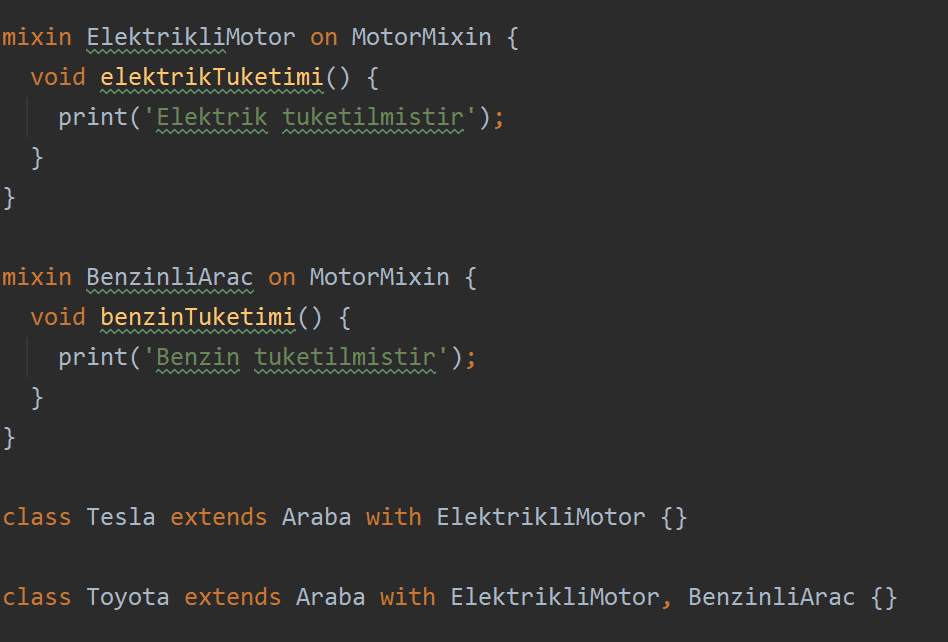 mixin ElektrikliMotor on MotorMixin {
  void elektrikTuketimi() {
    print('Elektrik tuketilmistir');
  }
}

mixin BenzinliArac on MotorMixin {
  void benzinTuketimi() {
    print('Benzin tuketilmistir');
  }
}

class Tesla extends Araba with ElektrikliMotor {}

class Toyota extends Araba with ElektrikliMotor, BenzinliArac {}